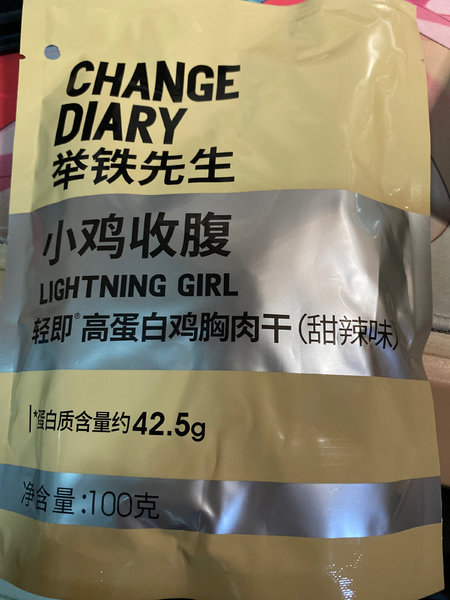 CHANGE
DIARY
举铁先生
小鸡收腹
LIGHTNING GIRL
轻即®高蛋白鸡胸肉干(甜辣味)
*蛋白质含量约42.5g
净含量:100克